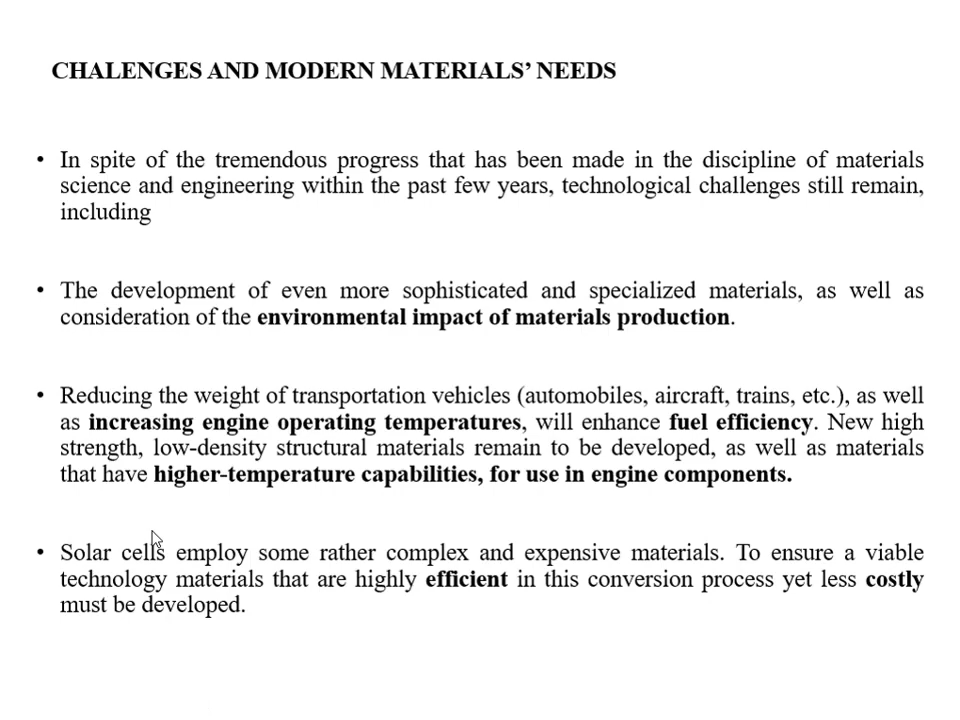 CHALENGES AND MODERN MATERIALS’ NEEDS
• In spite of the tremendous progress that has been made in the discipline of materials
science and engineering within the past few years, technological challenges still remain,
including
• The development of even more sophisticated and specialized materials, as well as
consideration of the environmental impact of materials production.
• Reducing the weight of transportation vehicles (automobiles, aircraft, trains, etc.), as well
as increasing engine operating temperatures, will enhance fuel efficiency. New high
strength, low-density structural materials remain to be developed, as well as materials
that have higher-temperature capabilities, for use in engine components.
• Solar cells employ some rather complex and expensive materials. To ensure a viable
technology materials that are highly efficient in this conversion process yet less costly
must be developed.